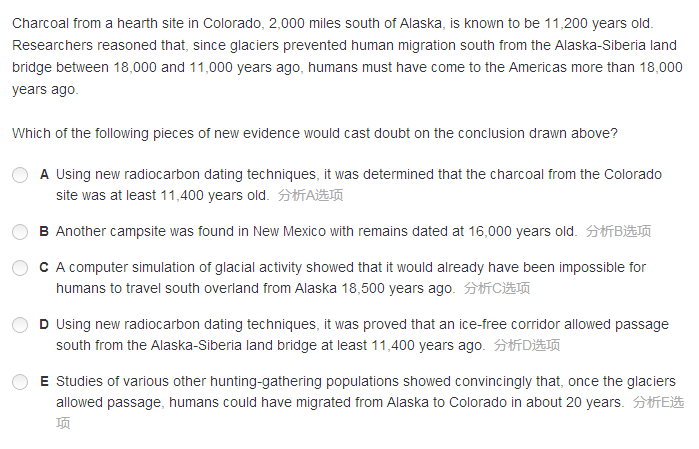 Charcoal from a hearth site in Colorado, 2,000 miles south of Alaska, is known to be 11,200 years old.
Researchers reasoned that, since glaciers prevented human migration south from the Alaska-Siberia land
bridge between 18,000 and 11,000 years ago, humans must have come to the Americas more than 18,000
years ago.
Which of the following pieces of new evidence would cast doubt on the conclusion drawn above?
A Using new radiocarbon dating techniques, it was determined that the charcoal from the Colorado
site was at least 11,400 years old. 分析A选项
B Another campsite was found in New Mexico with remains dated at 16,000 years old. 分析B选项
C A computer simulation of glacial activity showed that it would already have been impossible for
humans to travel south overland from Alaska 18,500 years ago. 分析C选项
D Using new radiocarbon dating techniques, it was proved that an ice-free corridor allowed passage
south from the Alaska-Siberia land bridge at least 11,400 years ago. 分析D选项
E Studies of various other hunting-gathering populations showed convincingly that, once the glaciers
allowed passage, humans could have migrated from Alaska to Colorado in about 20 years. 分析E选
项